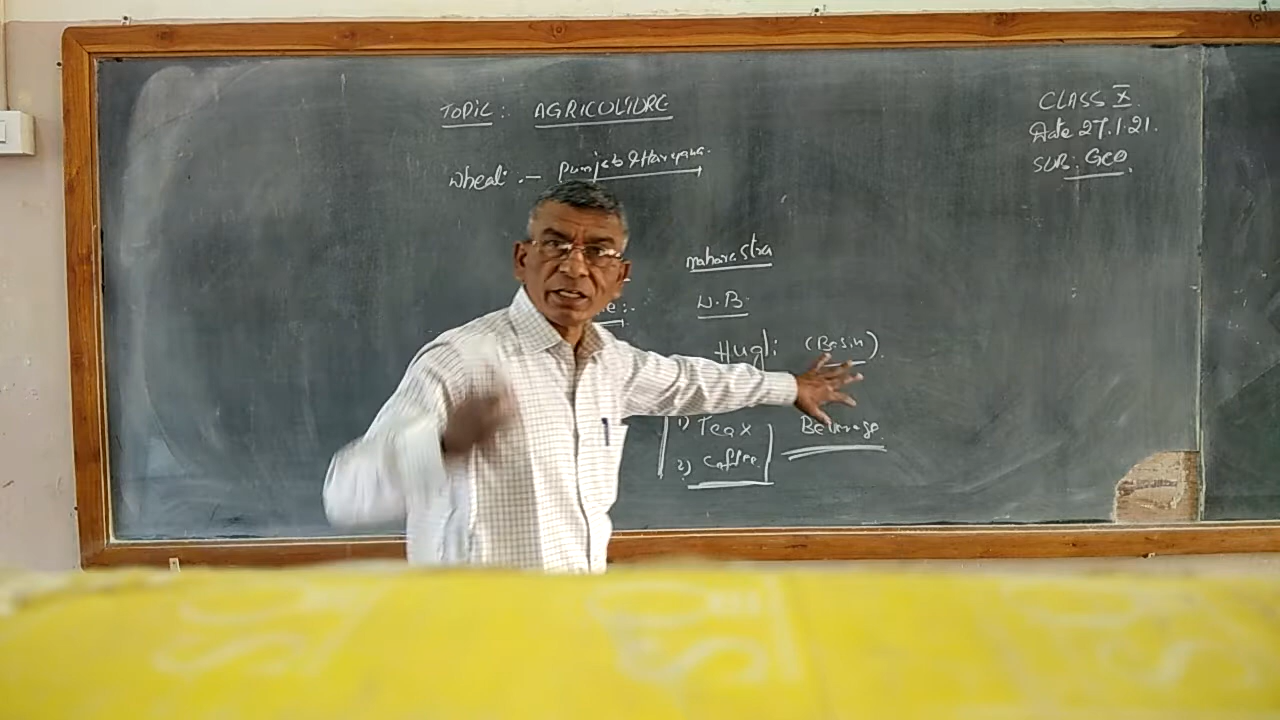 TOPIC: AGRICULTURE
CLASS X
Date 27.1.21.
SUB: GEO.
Wheat :- Punjab & Haryana.
maharastra
W.B.
Hugli (Basin).
1) Tea x
2) Coffee
Beverage.